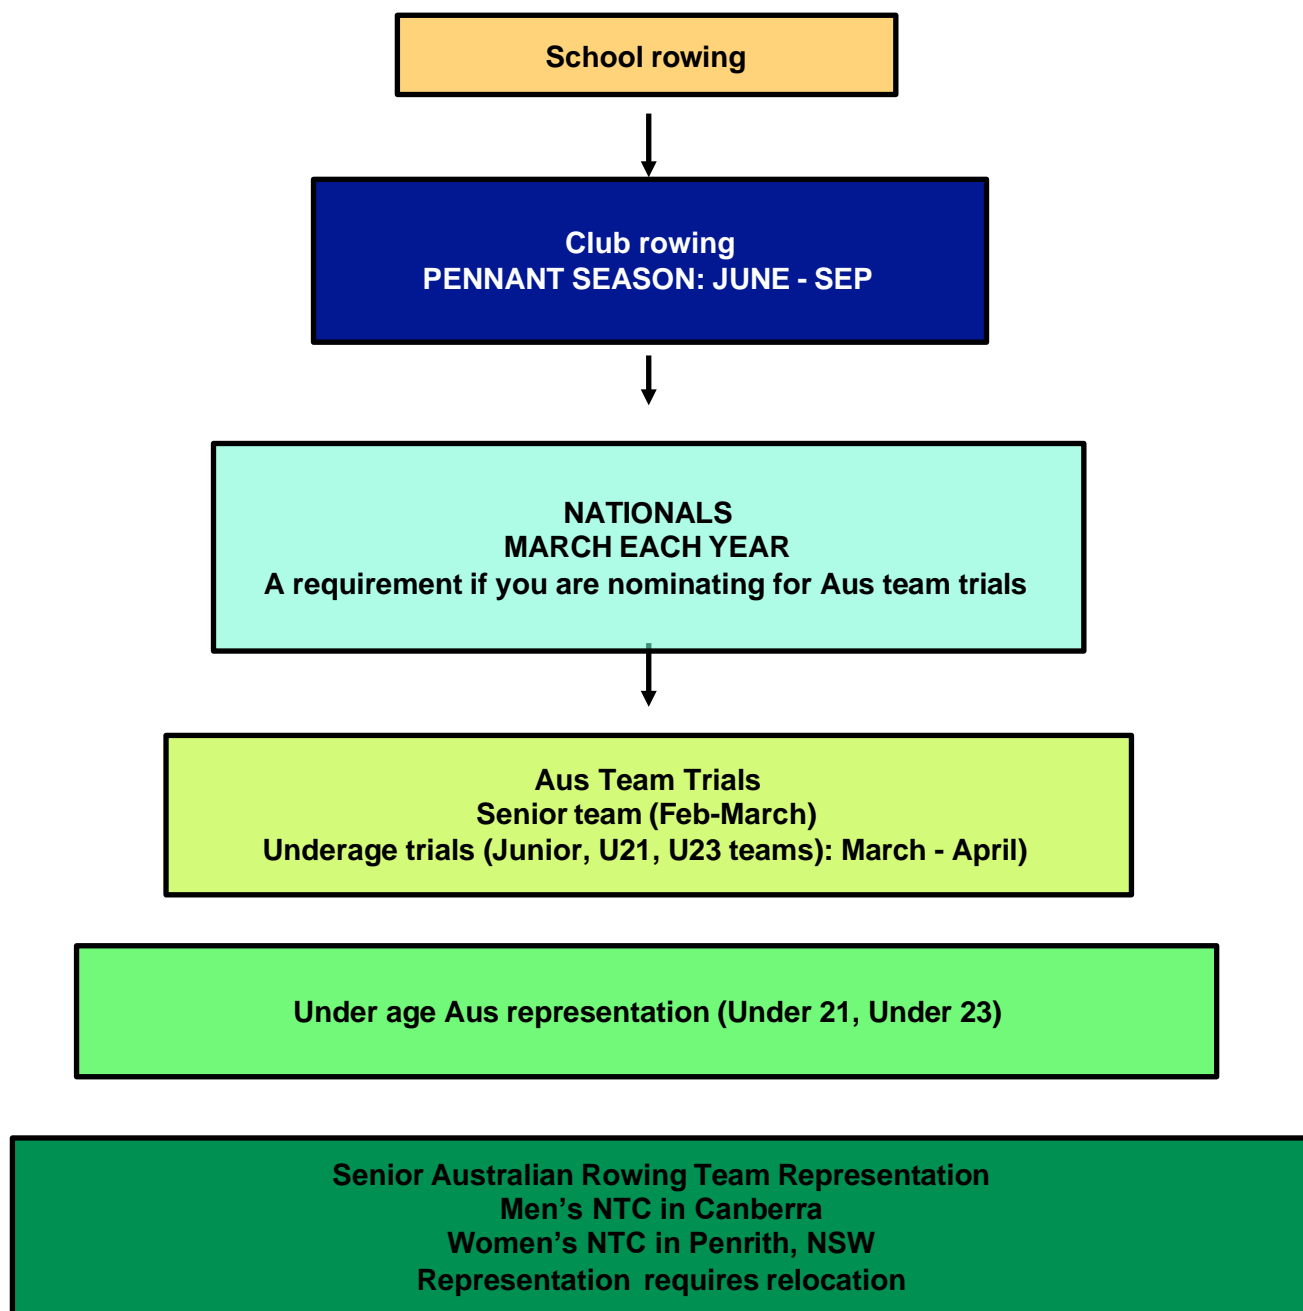 School rowing
Club rowing
PENNANT SEASON: JUNE - SEP
NATIONALS
MARCH EACH YEAR
A requirement if you are nominating for Aus team trials
Aus Team Trials
Senior team (Feb-March)
Underage trials (Junior, U21, U23 teams): March - April)
Under age Aus representation (Under 21, Under 23)
Senior Australian Rowing Team Representation
Men’s NTC in Canberra
Women’s NTC in Penrith, NSW
Representation requires relocation